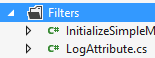 Filters
C# InitializeSimpleM
C# LogAttribute.cs